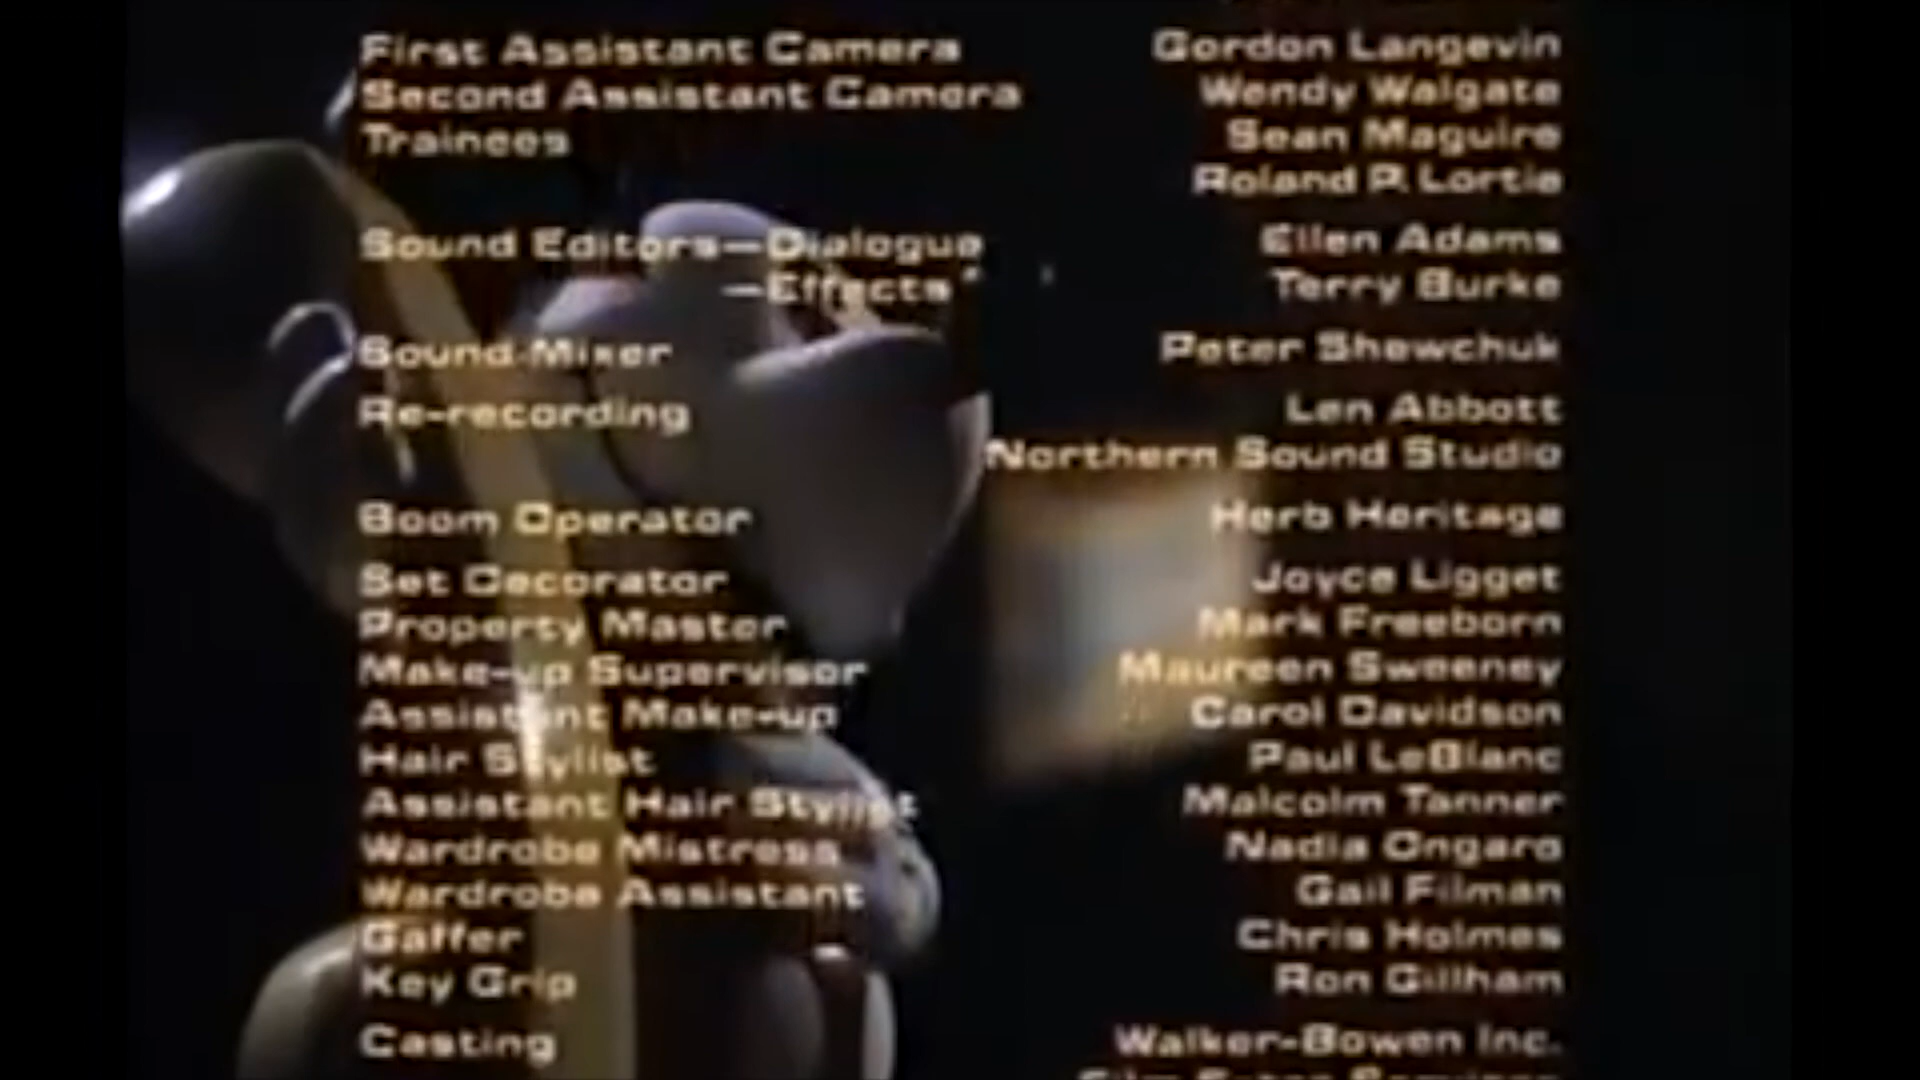 First Assistant Camera Gordon Langevin
Second Assistant Camera Wendy Walgate
Trainees Sean Maguire
Roland P. Lortie
Sound Editors—Dialogue Ellen Adams
—Effects Terry Burke
Sound Mixer Peter Shewchuk
Re-recording Len Abbott
Northern Sound Studio
Boom Operator Herb Heritage
Set Decorator Joyce Ligget
Property Master Mark Freeborn
Make-up Supervisor Maureen Sweeney
Assistant Make-up Carol Davidson
Hair Stylist Paul LeBlanc
Assistant Hair Stylist Malcolm Tanner
Wardrobe Mistress Nadia Ongaro
Wardrobe Assistant Gail Filman
Gaffer Chris Holmes
Key Grip Ron Gillham
Casting Walker-Bowen Inc.